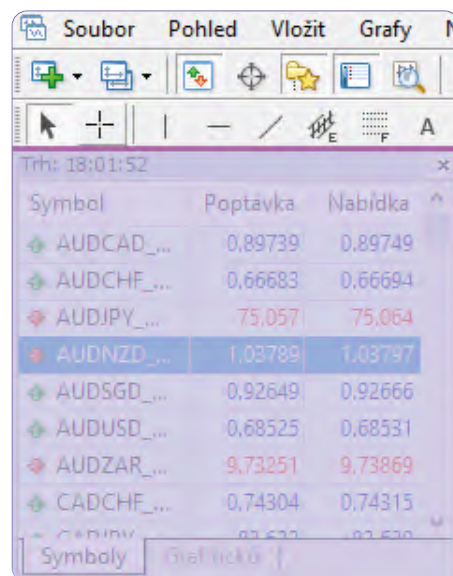 Soubor Pohled Vložit Grafy
E F A
Trh: 18:01:52
Symbol Poptávka Nabídka
AUDCAD_... 0,89739 0,89749
AUDCHF_... 0,66683 0,66694
AUDJPY_... 75,057 75,064
AUDNZD_... 1,03789 1,03797
AUDSGD_... 0,92649 0,92666
AUDUSD_... 0,68525 0,68531
AUDZAR_... 9,73251 9,73869
CADCHF_... 0,74304 0,74315
Symboly